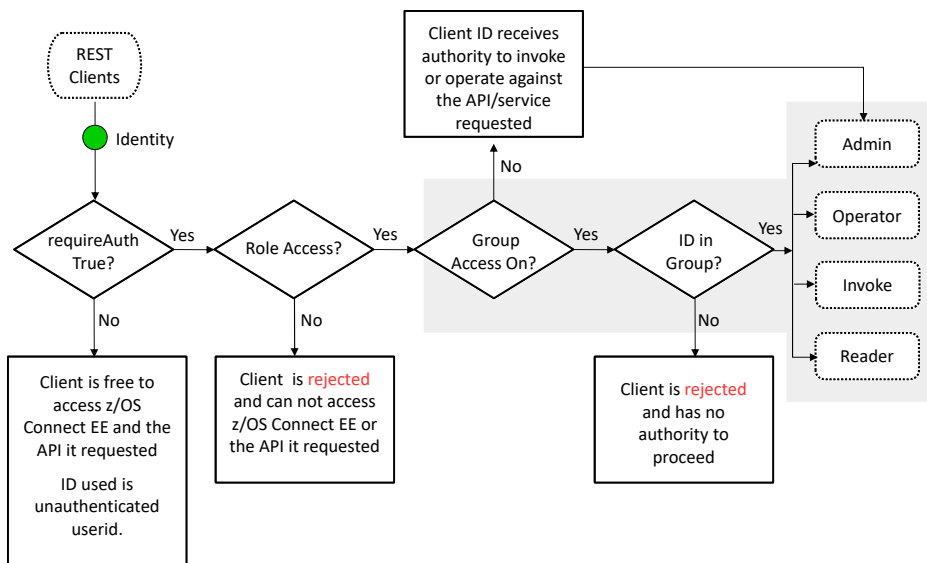 REST
Clients
Identity
Client ID receives
authority to invoke
or operate against
the API/service
requested
Admin
Operator
Invoke
Reader
requireAuth
True?
Yes
Role Access?
Yes
Group
Access On?
Yes
ID in
Group?
Yes
No
No
No
No
Client is free to
access z/OS
Connect EE and the
API it requested
ID used is
unauthenticated
userid.
Client is rejected
and can not access
z/OS Connect EE or
the API it requested
Client is rejected
and has no
authority to
proceed